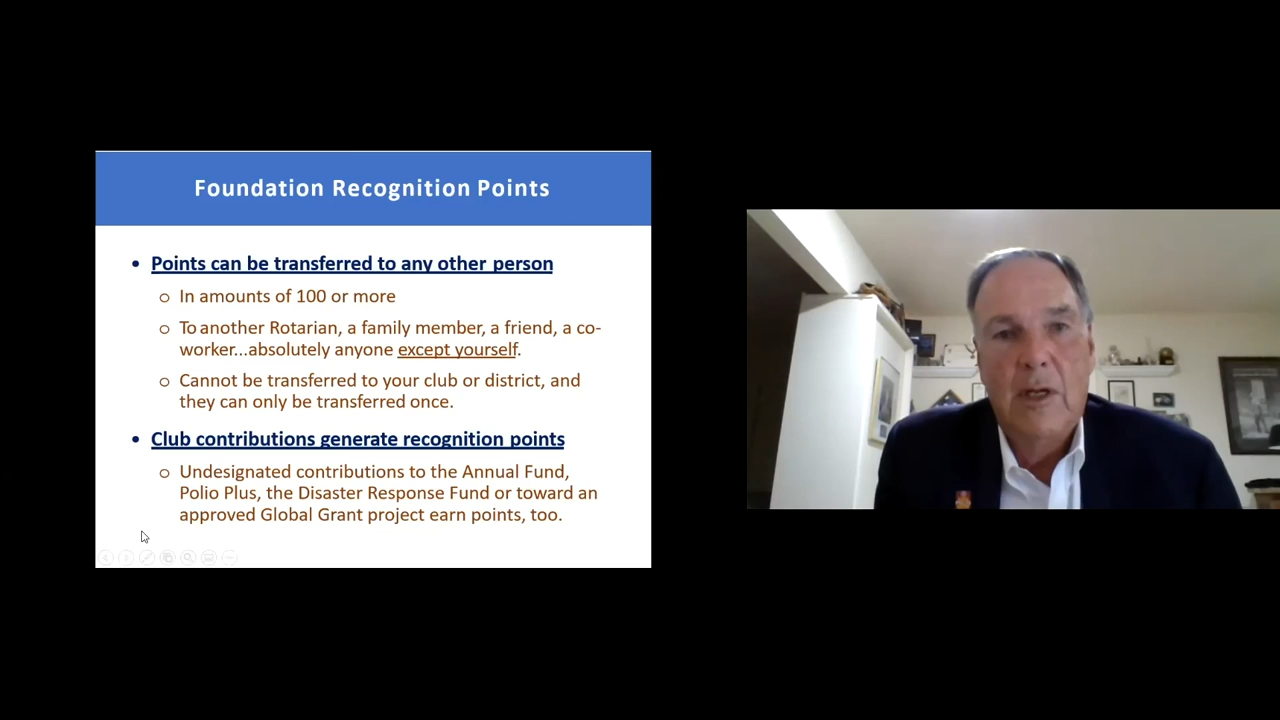 Foundation Recognition Points
• Points can be transferred to any other person
o In amounts of 100 or more
o To another Rotarian, a family member, a friend, a co-
worker...absolutely anyone except yourself.
o Cannot be transferred to your club or district, and
they can only be transferred once.
• Club contributions generate recognition points
o Undesignated contributions to the Annual Fund,
Polio Plus, the Disaster Response Fund or toward an
approved Global Grant project earn points, too.